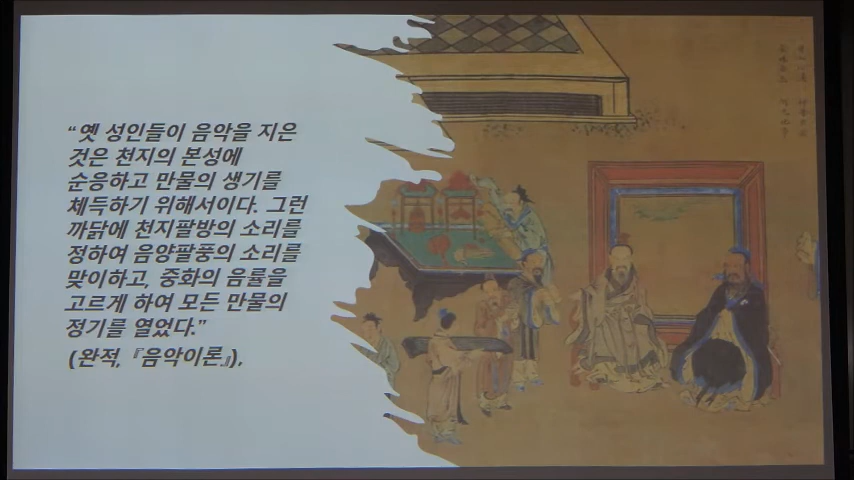 “옛 성인들이 음악을 지은
것은 천지의 본성에
순응하고 만물의 생기를
체득하기 위해서이다. 그런
까닭에 천지팔방의 소리를
정하여 음양팔풍의 소리를
맞이하고, 중화의 음률을
고르게 하여 모든 만물의
정기를 열었다.”
(완적, 『음악이론』),